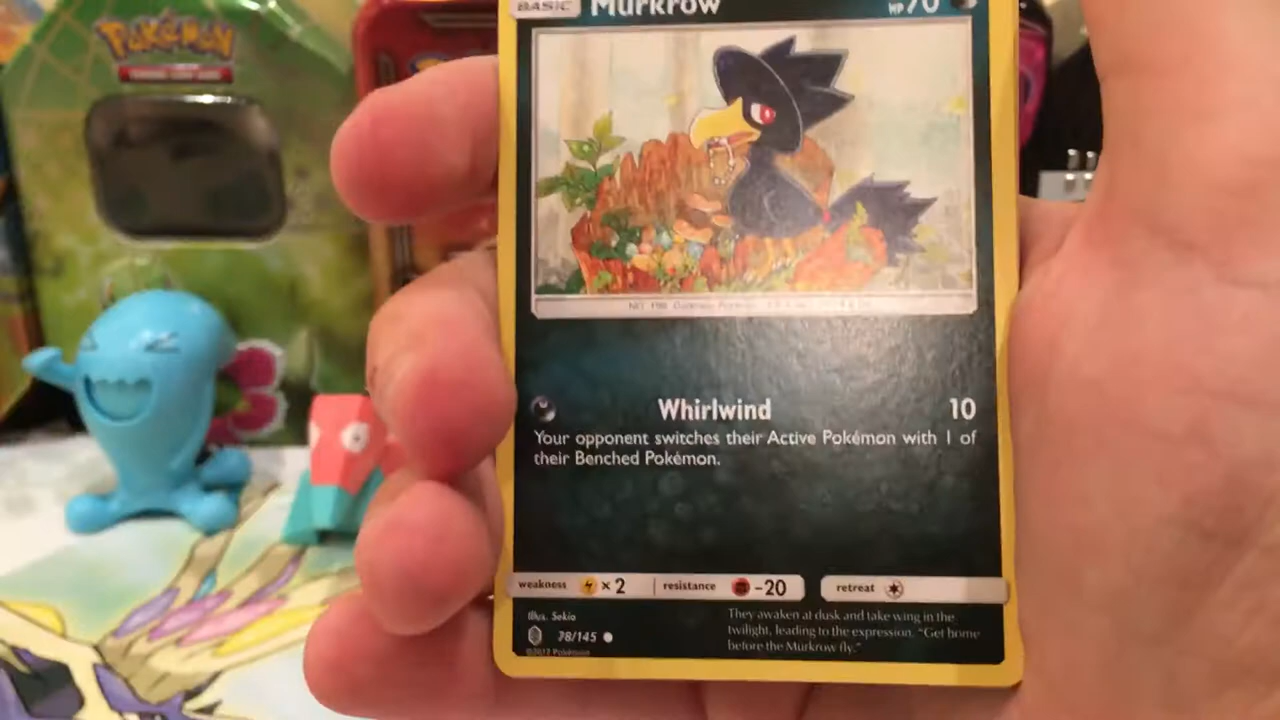 Pokémon
BASIC Murkrow HP70
Whirlwind 10
Your opponent switches their Active Pokémon with 1 of
their Benched Pokémon.
weakness ×2 resistance -20 retreat
Illus. Sekio
78/145
©2017 Pokémon
They awaken at dusk and take wing in the
twilight, leading to the expression, "Get home
before the Murkrow fly."